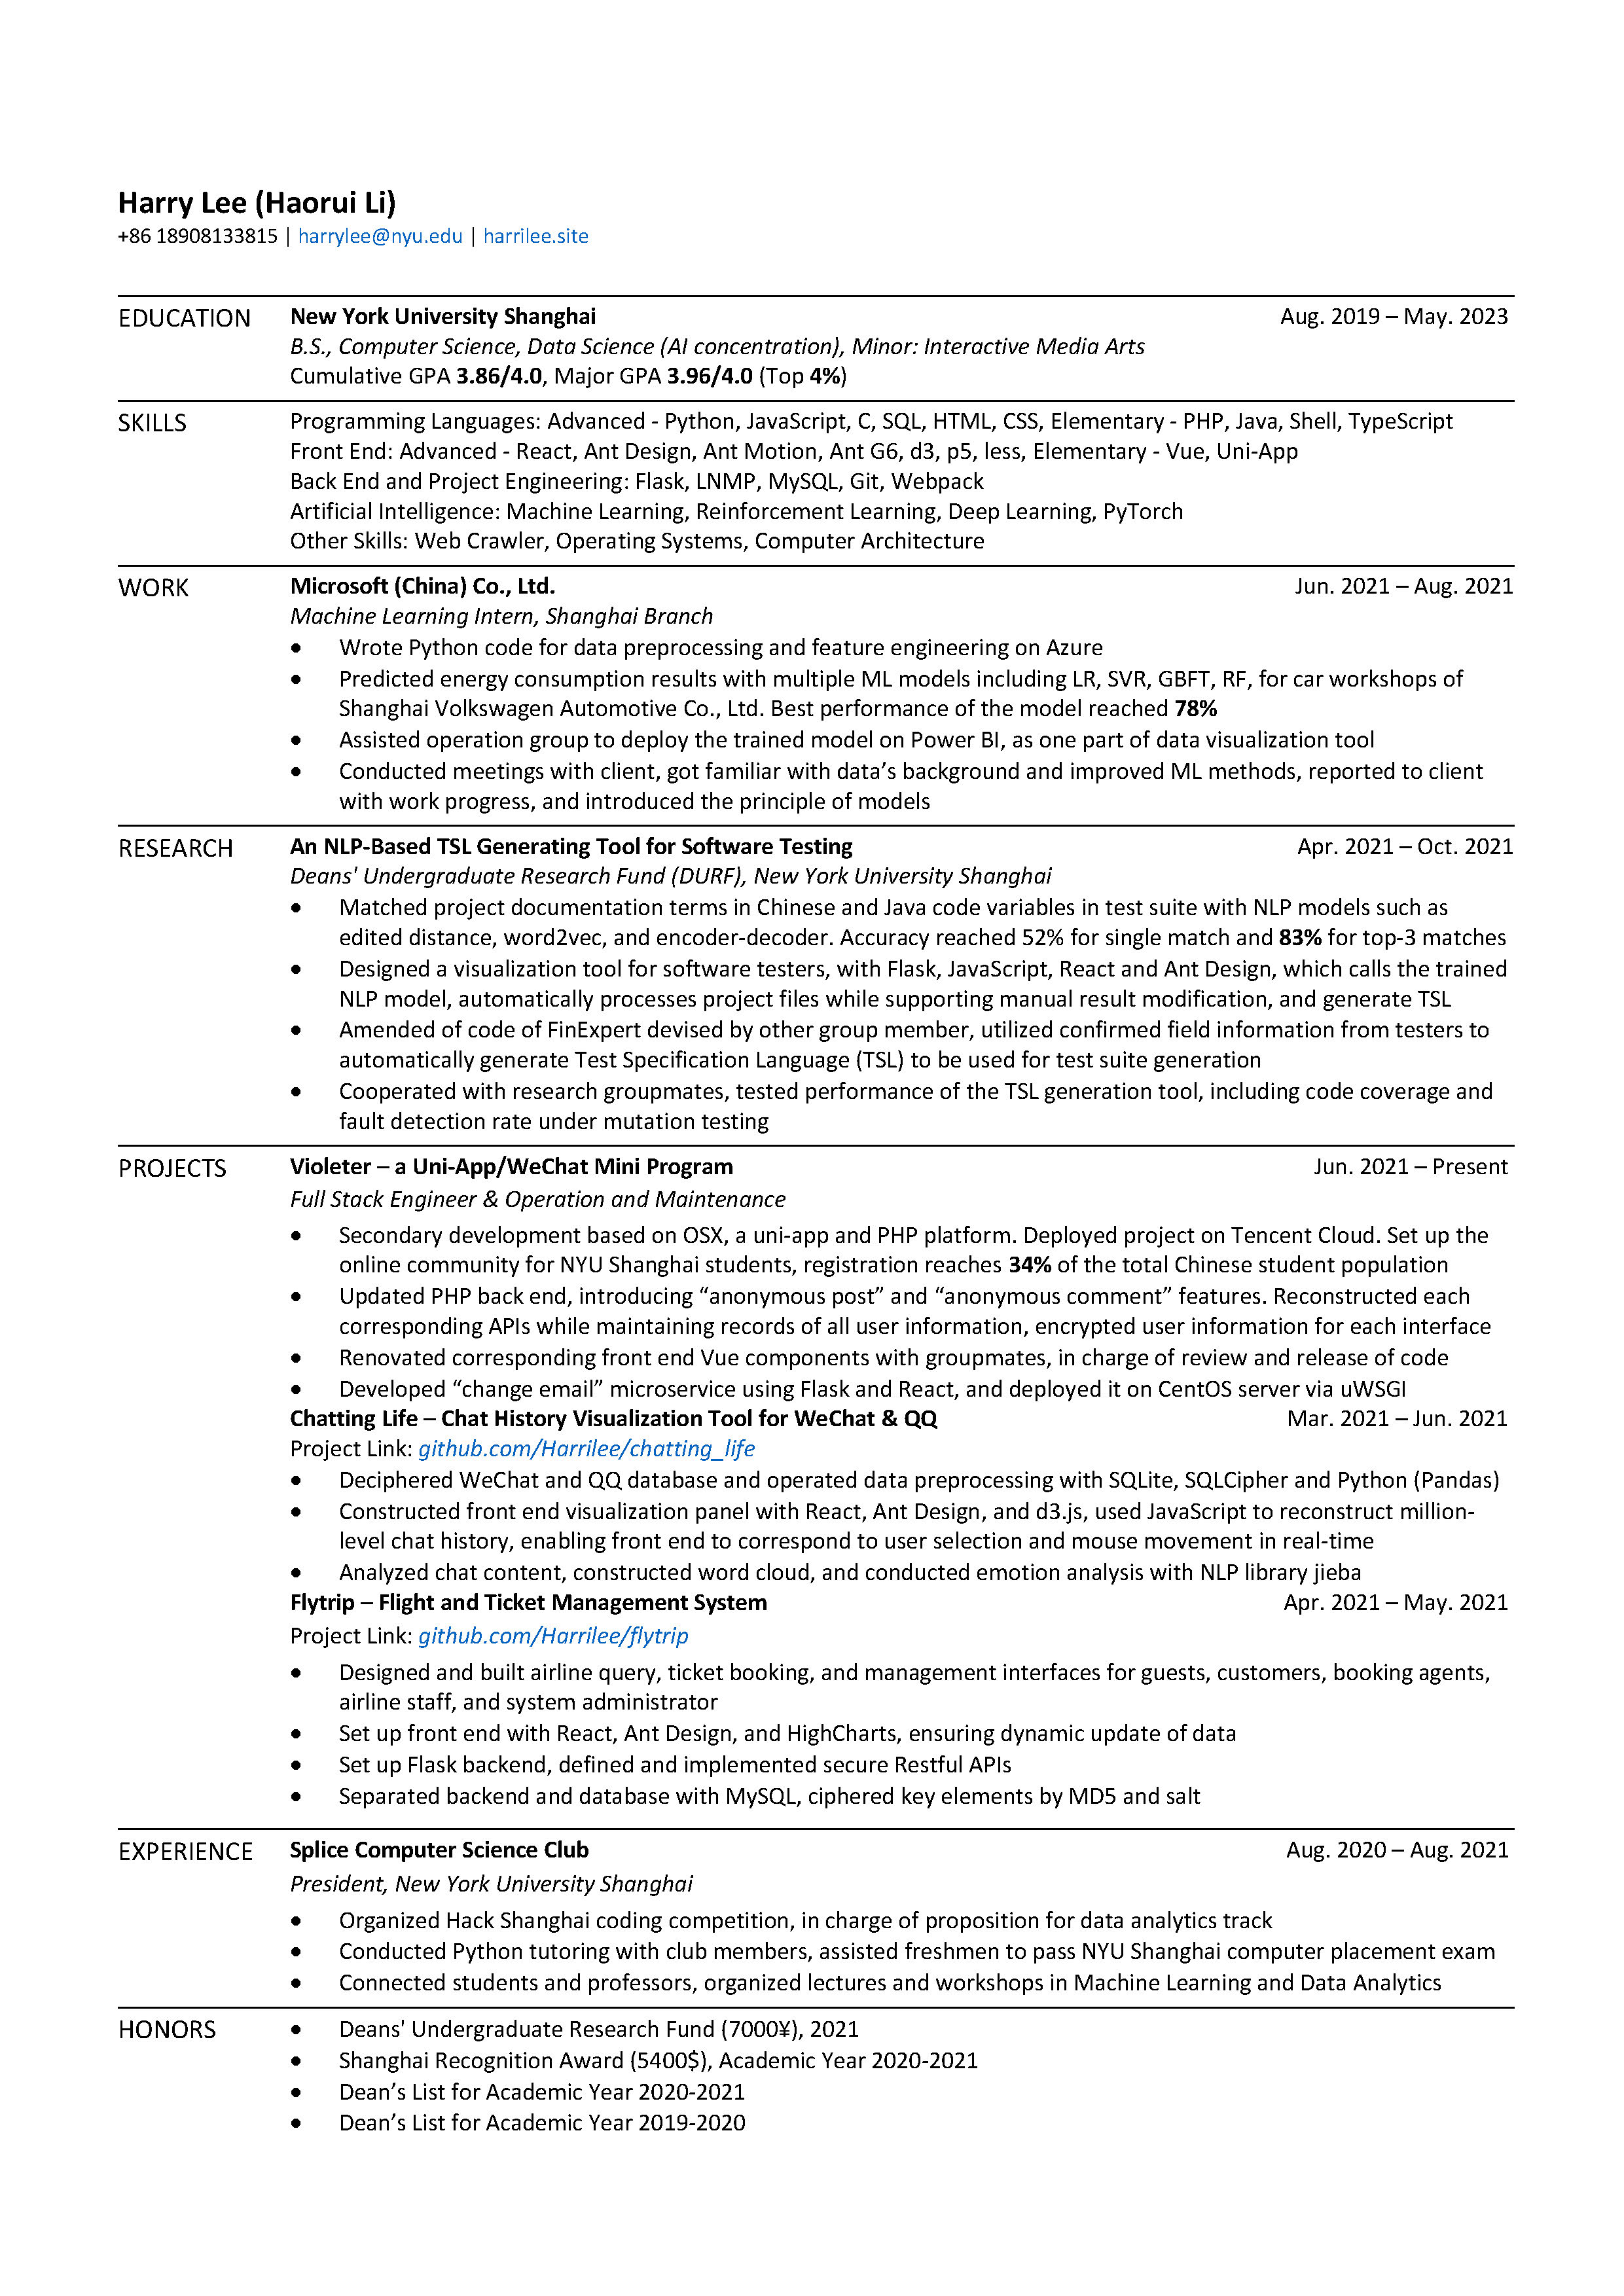 Harry Lee (Haorui Li)
+86 18908133815 | harrylee@nyu.edu | harrilee.site
EDUCATION
New York University Shanghai Aug. 2019 – May. 2023
B.S., Computer Science, Data Science (AI concentration), Minor: Interactive Media Arts
Cumulative GPA 3.86/4.0, Major GPA 3.96/4.0 (Top 4%)
SKILLS
Programming Languages: Advanced - Python, JavaScript, C, SQL, HTML, CSS, Elementary - PHP, Java, Shell, TypeScript
Front End: Advanced - React, Ant Design, Ant Motion, Ant G6, d3, p5, less, Elementary - Vue, Uni-App
Back End and Project Engineering: Flask, LNMP, MySQL, Git, Webpack
Artificial Intelligence: Machine Learning, Reinforcement Learning, Deep Learning, PyTorch
Other Skills: Web Crawler, Operating Systems, Computer Architecture
WORK
Microsoft (China) Co., Ltd. Jun. 2021 – Aug. 2021
Machine Learning Intern, Shanghai Branch
• Wrote Python code for data preprocessing and feature engineering on Azure
• Predicted energy consumption results with multiple ML models including LR, SVR, GBFT, RF, for car workshops of
Shanghai Volkswagen Automotive Co., Ltd. Best performance of the model reached 78%
• Assisted operation group to deploy the trained model on Power BI, as one part of data visualization tool
• Conducted meetings with client, got familiar with data’s background and improved ML methods, reported to client
with work progress, and introduced the principle of models
RESEARCH
An NLP-Based TSL Generating Tool for Software Testing Apr. 2021 – Oct. 2021
Deans' Undergraduate Research Fund (DURF), New York University Shanghai
• Matched project documentation terms in Chinese and Java code variables in test suite with NLP models such as
edited distance, word2vec, and encoder-decoder. Accuracy reached 52% for single match and 83% for top-3 matches
• Designed a visualization tool for software testers, with Flask, JavaScript, React and Ant Design, which calls the trained
NLP model, automatically processes project files while supporting manual result modification, and generate TSL
• Amended of code of FinExpert devised by other group member, utilized confirmed field information from testers to
automatically generate Test Specification Language (TSL) to be used for test suite generation
• Cooperated with research groupmates, tested performance of the TSL generation tool, including code coverage and
fault detection rate under mutation testing
PROJECTS
Violeter – a Uni-App/WeChat Mini Program Jun. 2021 – Present
Full Stack Engineer & Operation and Maintenance
• Secondary development based on OSX, a uni-app and PHP platform. Deployed project on Tencent Cloud. Set up the
online community for NYU Shanghai students, registration reaches 34% of the total Chinese student population
• Updated PHP back end, introducing “anonymous post” and “anonymous comment” features. Reconstructed each
corresponding APIs while maintaining records of all user information, encrypted user information for each interface
• Renovated corresponding front end Vue components with groupmates, in charge of review and release of code
• Developed “change email” microservice using Flask and React, and deployed it on CentOS server via uWSGI
Chatting Life – Chat History Visualization Tool for WeChat & QQ Mar. 2021 – Jun. 2021
Project Link: github.com/Harrilee/chatting_life
• Deciphered WeChat and QQ database and operated data preprocessing with SQLite, SQLCipher and Python (Pandas)
• Constructed front end visualization panel with React, Ant Design, and d3.js, used JavaScript to reconstruct million-
level chat history, enabling front end to correspond to user selection and mouse movement in real-time
• Analyzed chat content, constructed word cloud, and conducted emotion analysis with NLP library jieba
Flytrip – Flight and Ticket Management System Apr. 2021 – May. 2021
Project Link: github.com/Harrilee/flytrip
• Designed and built airline query, ticket booking, and management interfaces for guests, customers, booking agents,
airline staff, and system administrator
• Set up front end with React, Ant Design, and HighCharts, ensuring dynamic update of data
• Set up Flask backend, defined and implemented secure Restful APIs
• Separated backend and database with MySQL, ciphered key elements by MD5 and salt
EXPERIENCE
Splice Computer Science Club Aug. 2020 – Aug. 2021
President, New York University Shanghai
• Organized Hack Shanghai coding competition, in charge of proposition for data analytics track
• Conducted Python tutoring with club members, assisted freshmen to pass NYU Shanghai computer placement exam
• Connected students and professors, organized lectures and workshops in Machine Learning and Data Analytics
HONORS
• Deans' Undergraduate Research Fund (7000¥), 2021
• Shanghai Recognition Award (5400$), Academic Year 2020-2021
• Dean’s List for Academic Year 2020-2021
• Dean’s List for Academic Year 2019-2020